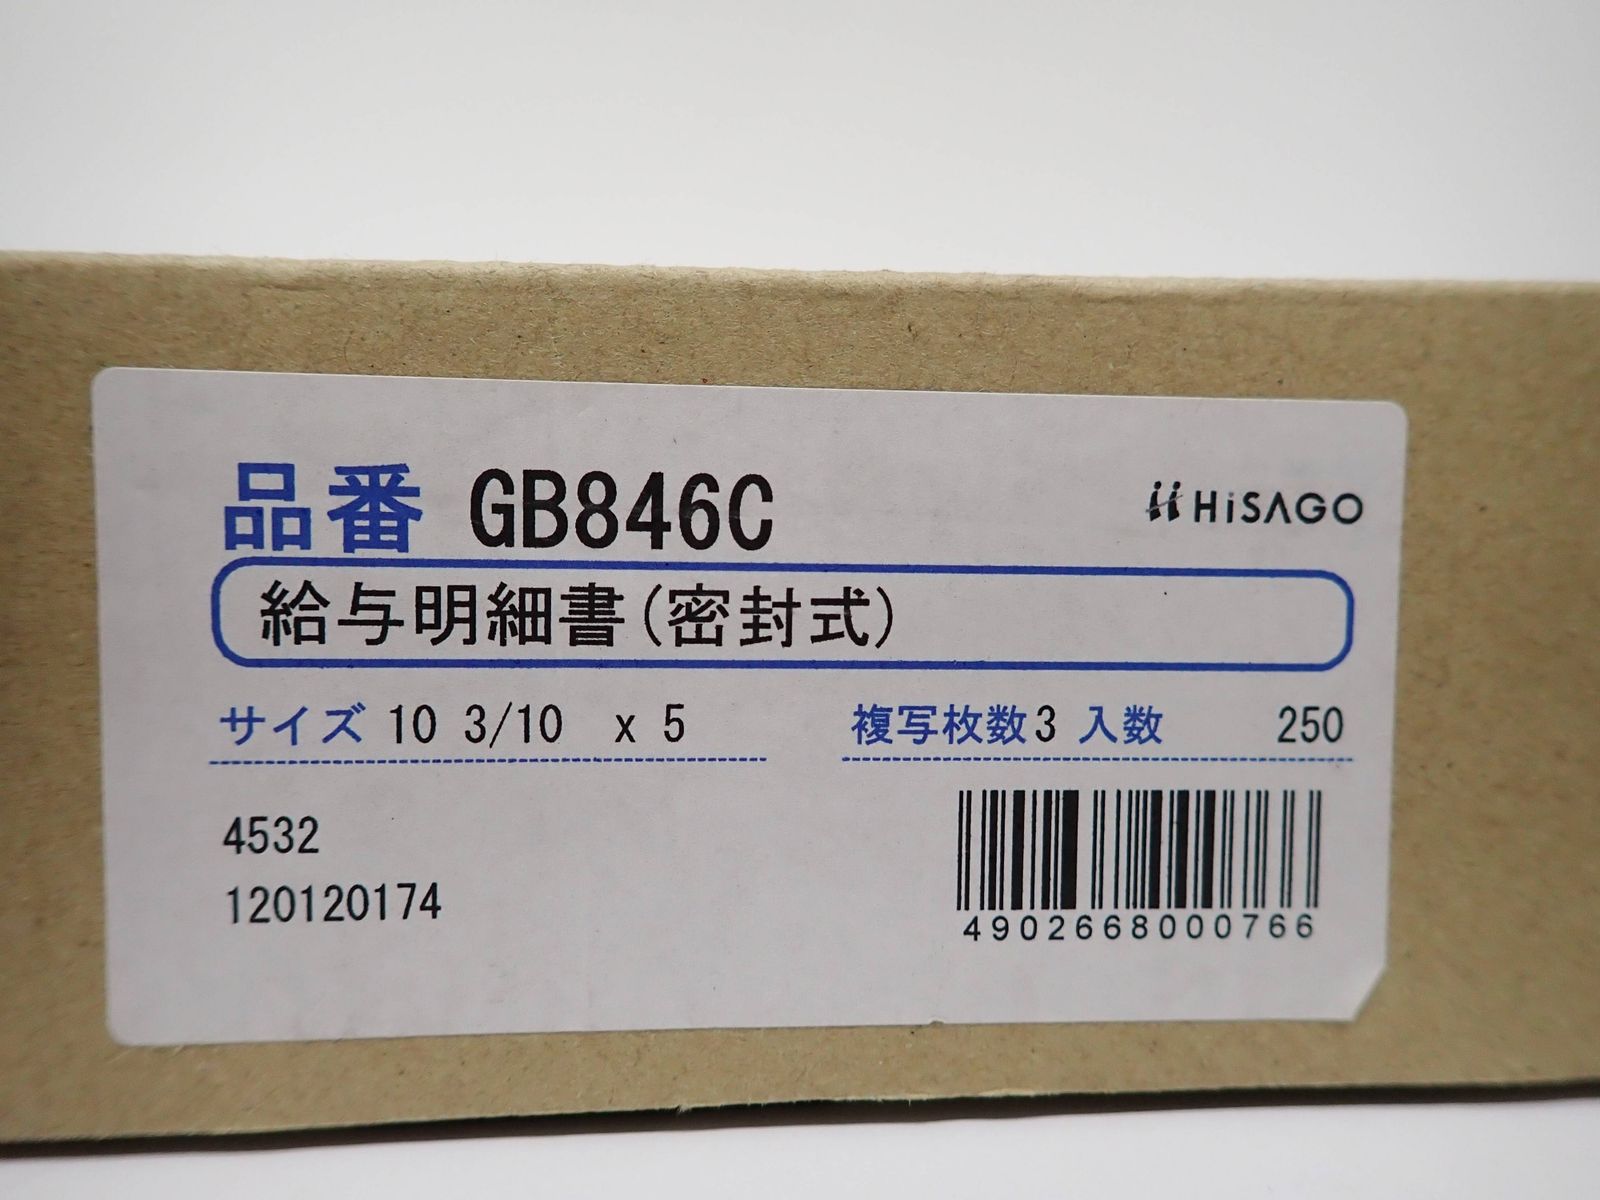 品番 GB846C HiSAGO
給与明細書(密封式)
サイズ 10 3/10 x 5 複写枚数3 入数 250
4532
120120174
4902668000766